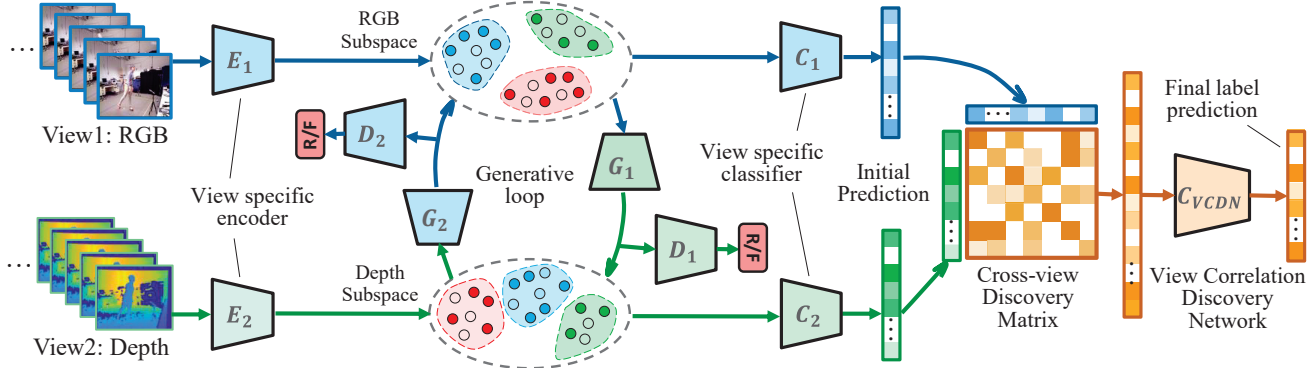 ...
View1: RGB
E1
RGB
Subspace
R/F
D2
View specific
encoder
G2
Generative
loop
G1
D1
R/F
C1
View specific
classifier
Initial
Prediction
Final label
prediction
CVCDN
Cross-view
Discovery
Matrix
View Correlation
Discovery
Network
...
View2: Depth
E2
Depth
Subspace
C2